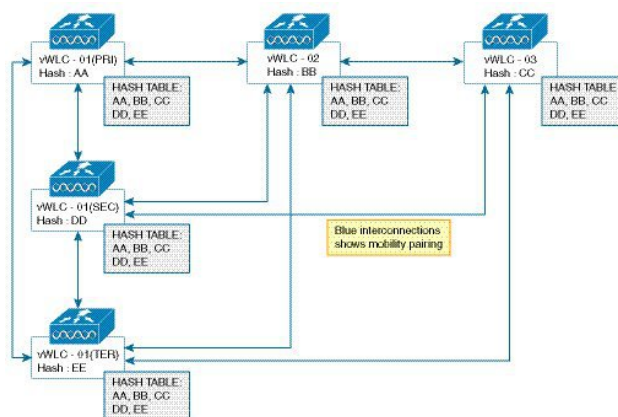 vWLC - 01(PRI)
Hash : AA
HASH TABLE:
AA, BB, CC
DD, EE
vWLC - 02
Hash : BB
HASH TABLE:
AA, BB, CC
DD, EE
vWLC - 03
Hash : CC
HASH TABLE:
AA, BB, CC
DD, EE
vWLC - 01(SEC)
Hash : DD
HASH TABLE:
AA, BB, CC
DD, EE
Blue interconnections
shows mobility pairing
vWLC - 01(TER)
Hash : EE
HASH TABLE:
AA, BB, CC
DD, EE